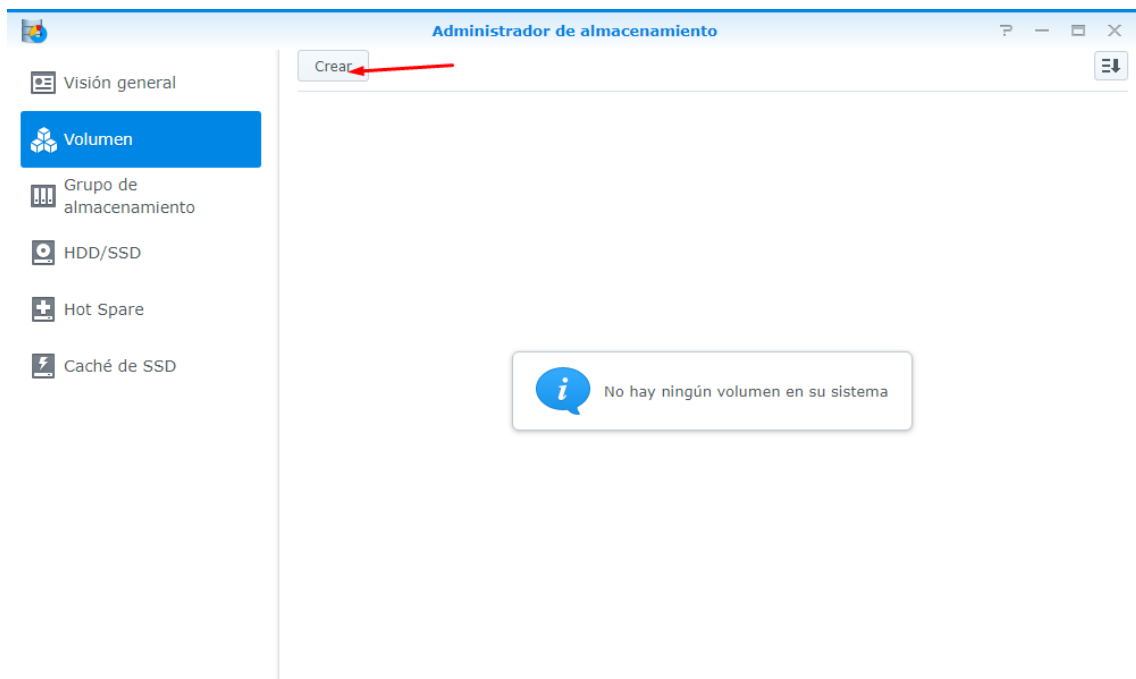 Administrador de almacenamiento
Crear
Visión general
Volumen
Grupo de
almacenamiento
HDD/SSD
Hot Spare
Caché de SSD
No hay ningún volumen en su sistema